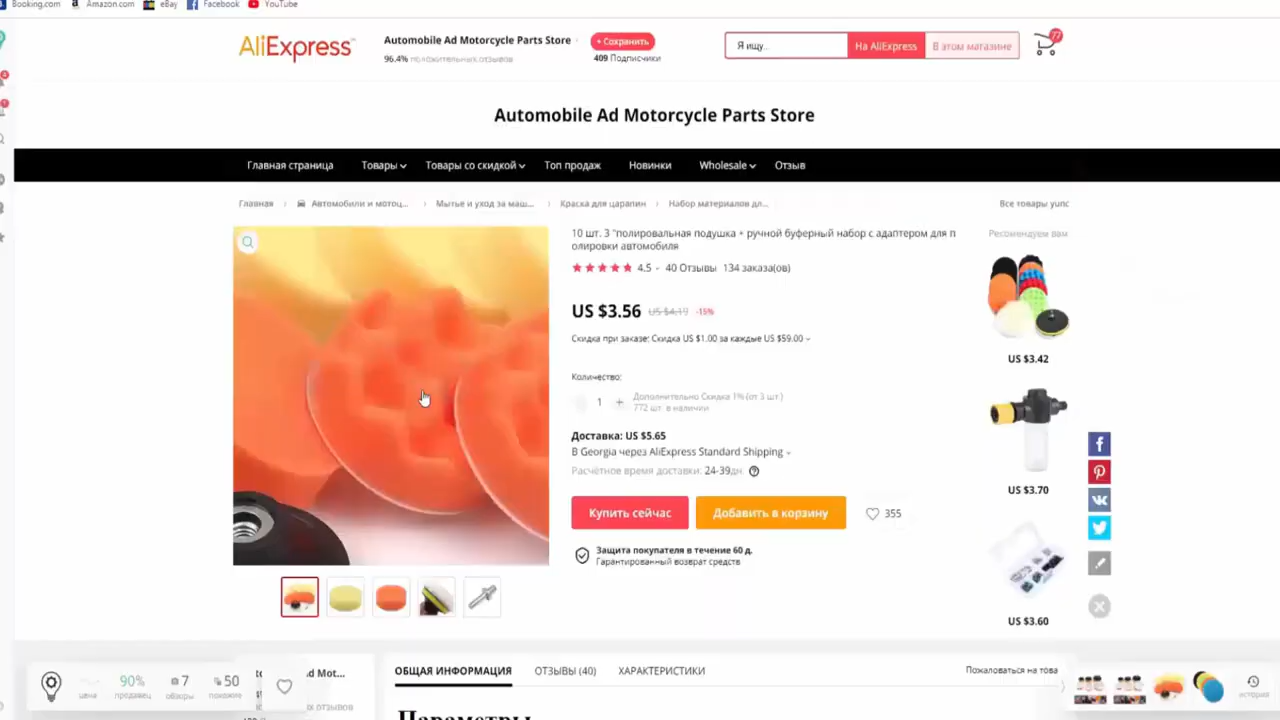 Booking.com Amazon.com eBay Facebook YouTube
AliExpress
Automobile Ad Motorcycle Parts Store
+ Сохранить
96.4% положительных отзывов
409 Подписчики
Я ищу...
На AliExpress
В этом магазине
77
Automobile Ad Motorcycle Parts Store
Главная страница Товары Товары со скидкой Топ продаж Новинки Wholesale Отзыв
Главная Автомобили и мотоц... Мытье и уход за маш... Краска для царапин Набор материалов дл...
Все товары yunc
10 шт. 3 "полировальная подушка + ручной буферный набор с адаптером для п
олировки автомобиля
Рекомендуем вам
4.5 - 40 Отзывы 134 заказа(ов)
US $3.56 US $4.19 -15%
Скидка при заказе: Скидка US $1.00 за каждые US $59.00
US $3.42
Количество:
1 +
Дополнительно Скидка 1% (от 3 шт.)
772 шт. в наличии
Доставка: US $5.65
В Georgia через AliExpress Standard Shipping
Расчётное время доставки: 24-39дн.
US $3.70
Купить сейчас
Добавить в корзину
355
Защита покупателя в течение 60 д.
Гарантированный возврат средств
US $3.60
ОБЩАЯ ИНФОРМАЦИЯ ОТЗЫВЫ (40) ХАРАКТЕРИСТИКИ
Пожаловаться на това
цена
90%
продавец
7
обзоры
50
похожие
d Mot...
история
Параметры